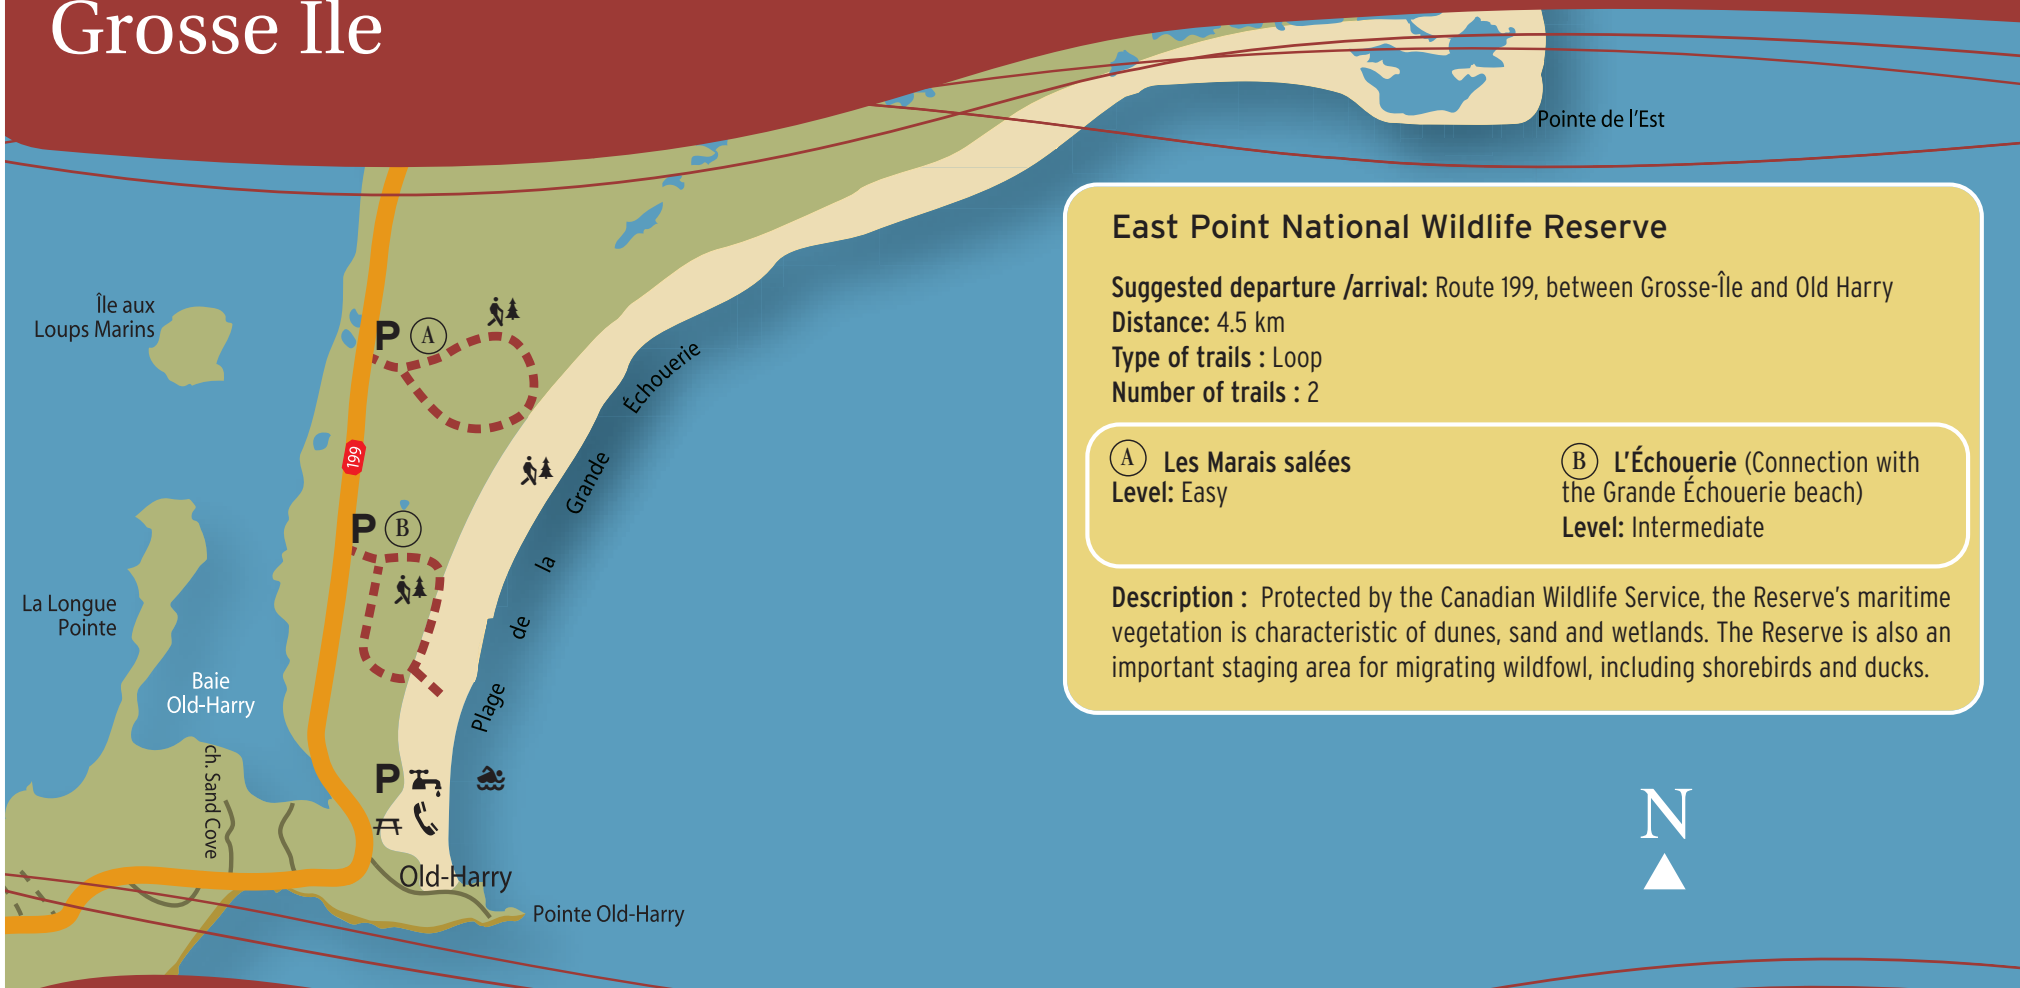 Grosse Ile
Pointe de l'Est
East Point National Wildlife Reserve
Suggested departure /arrival: Route 199, between Grosse-Île and Old Harry
Distance: 4.5 km
Type of trails : Loop
Number of trails : 2
A Les Marais salées
Level: Easy
B L'Échouerie (Connection with
the Grande Échouerie beach)
Level: Intermediate
Description : Protected by the Canadian Wildlife Service, the Reserve's maritime
vegetation is characteristic of dunes, sand and wetlands. The Reserve is also an
important staging area for migrating wildfowl, including shorebirds and ducks.
Île aux
Loups Marins
P A
199
P B
Plage de la Grande Échouerie
La Longue
Pointe
Baie
Old-Harry
ch. Sand Cove
P
Old-Harry
Pointe Old-Harry
N